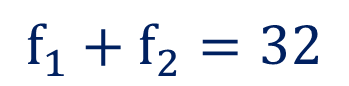 f₁ + f₂ = 32